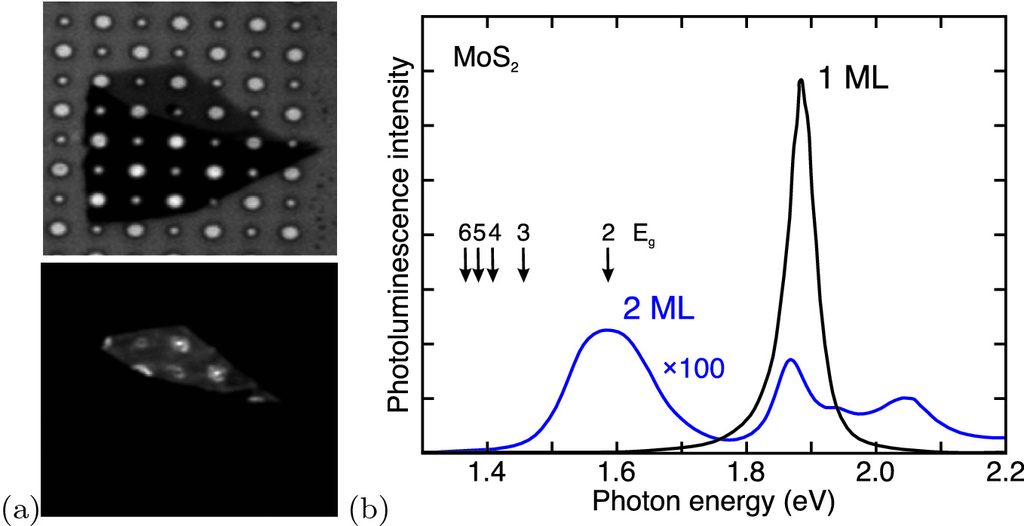 MoS₂
1 ML
6 5 4 3 2 E_g
2 ML
×100
Photoluminescence intensity
1.4 1.6 1.8 2.0 2.2
Photon energy (eV)
(a) (b)